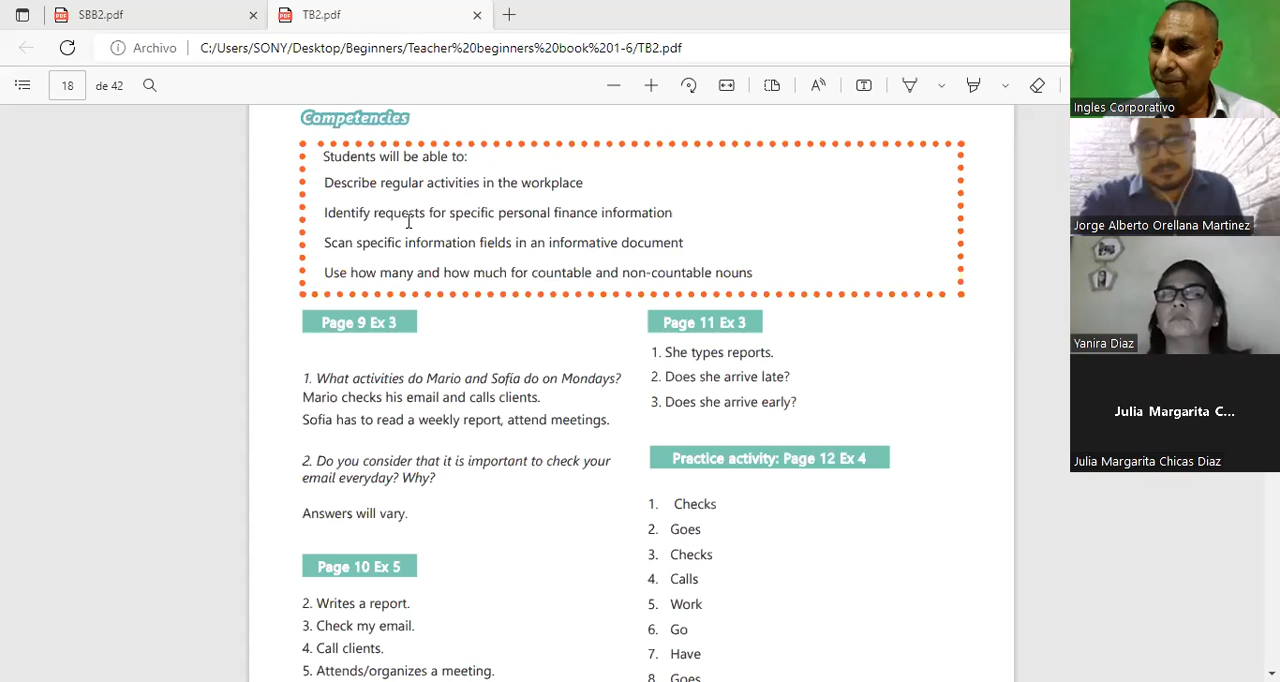 SBB2.pdf
TB2.pdf
Archivo
C:/Users/SONY/Desktop/Beginners/Teacher%20beginners%20book%201-6/TB2.pdf
18
de 42
Competencies
Students will be able to:
Describe regular activities in the workplace
Identify requests for specific personal finance information
Scan specific information fields in an informative document
Use how many and how much for countable and non-countable nouns
Page 9 Ex 3
1. What activities do Mario and Sofía do on Mondays?
Mario checks his email and calls clients.
Sofia has to read a weekly report, attend meetings.
2. Do you consider that it is important to check your
email everyday? Why?
Answers will vary.
Page 10 Ex 5
2. Writes a report.
3. Check my email.
4. Call clients.
5. Attends/organizes a meeting.
Page 11 Ex 3
1. She types reports.
2. Does she arrive late?
3. Does she arrive early?
Practice activity: Page 12 Ex 4
1. Checks
2. Goes
3. Checks
4. Calls
5. Work
6. Go
7. Have
8. Goes
Ingles Corporativo
Jorge Alberto Orellana Martinez
Yanira Diaz
Julia Margarita C...
Julia Margarita Chicas Diaz